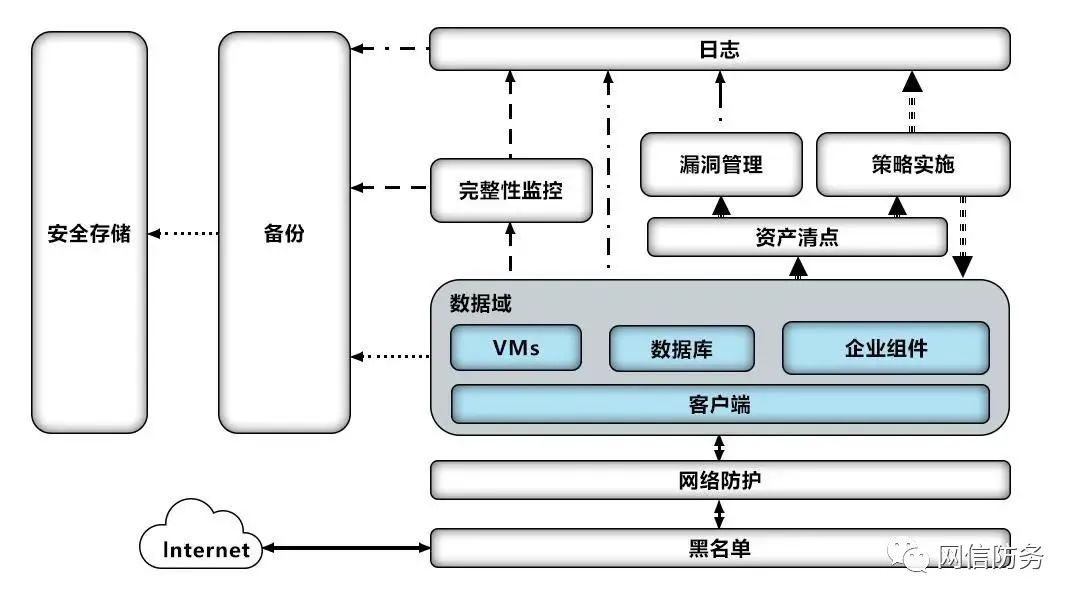 日志
漏洞管理
策略实施
完整性监控
安全存储
备份
资产清点
数据域
VMs
数据库
企业组件
客户端
网络防护
Internet
黑名单
网信防务